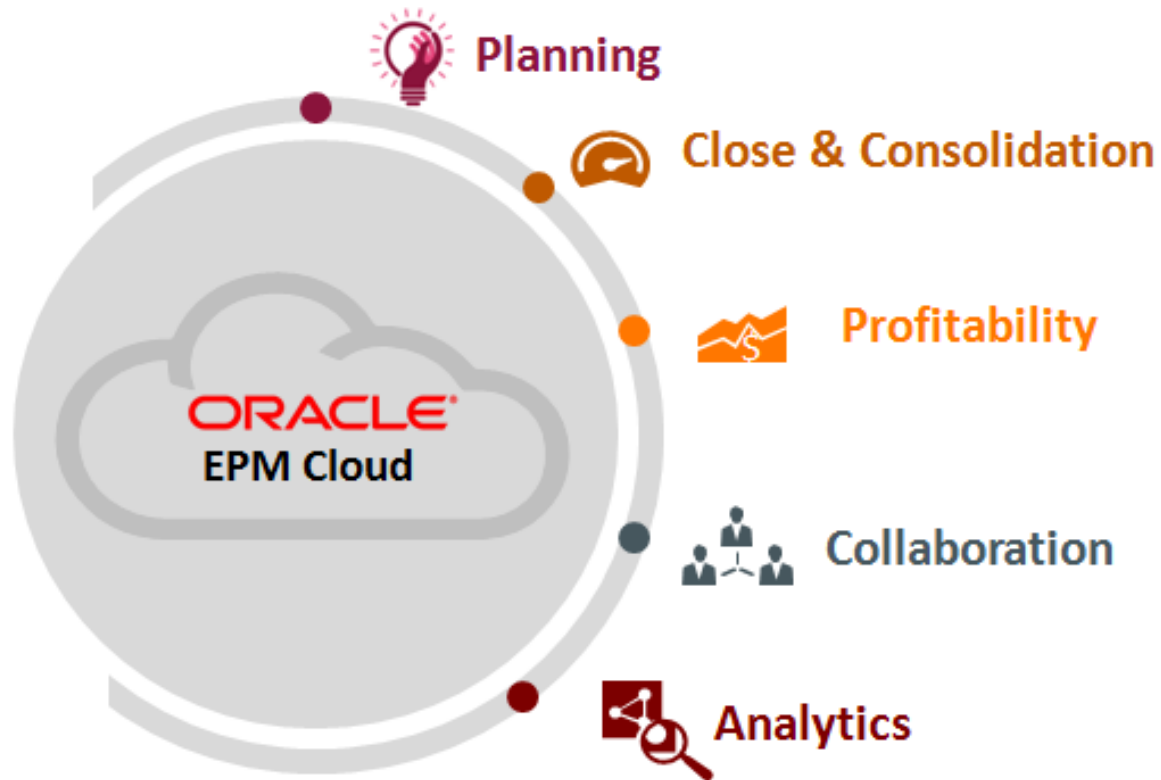 Planning
Close & Consolidation
Profitability
ORACLE®
EPM Cloud
Collaboration
Analytics